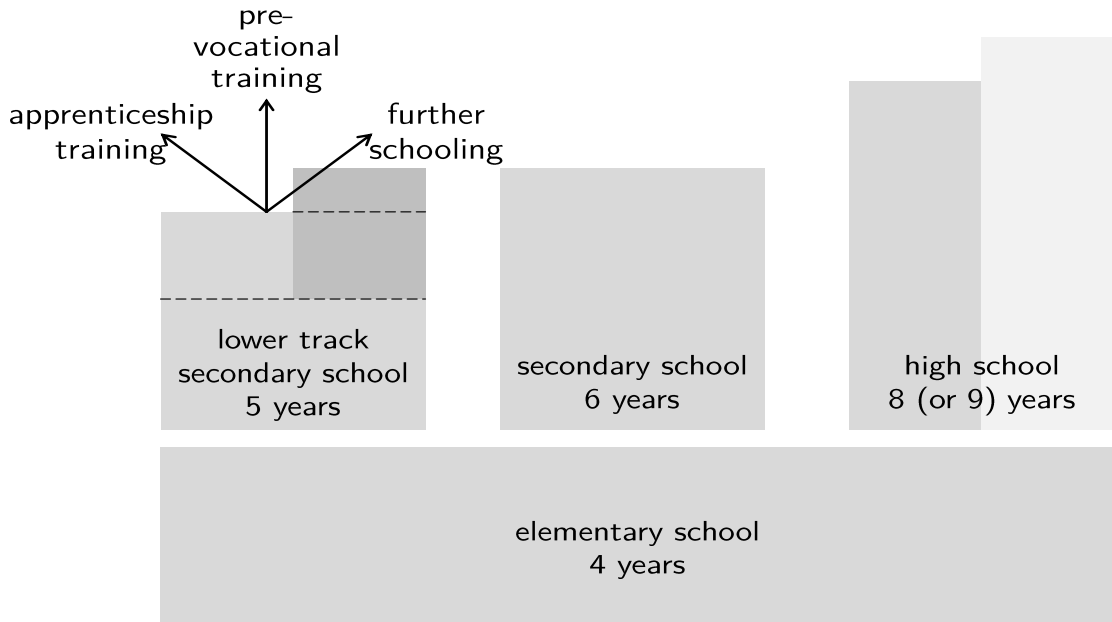 pre-
vocational
training
apprenticeship
training
further
schooling
lower track
secondary school
5 years
secondary school
6 years
high school
8 (or 9) years
elementary school
4 years